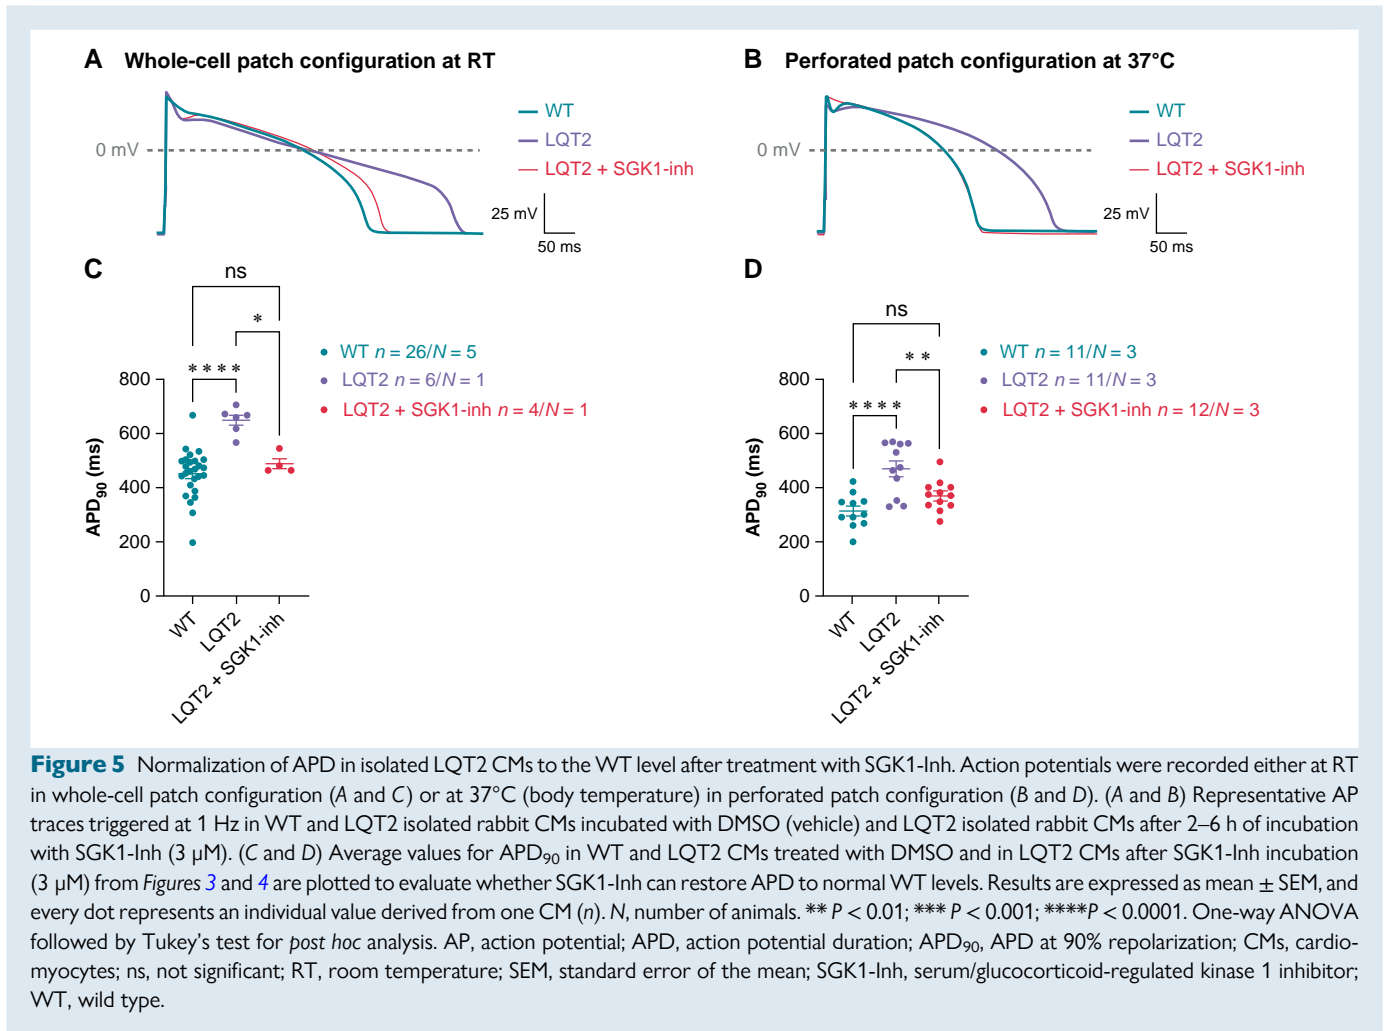 A Whole-cell patch configuration at RT
WT
LQT2
LQT2 + SGK1-inh
0 mV
25 mV
50 ms
B Perforated patch configuration at 37°C
WT
LQT2
LQT2 + SGK1-inh
0 mV
25 mV
50 ms
C
ns
*
****
WT n = 26/N = 5
LQT2 n = 6/N = 1
LQT2 + SGK1-inh n = 4/N = 1
APD90 (ms)
800
600
400
200
0
WT
LQT2
LQT2 + SGK1-inh
D
ns
**
****
WT n = 11/N = 3
LQT2 n = 11/N = 3
LQT2 + SGK1-inh n = 12/N = 3
APD90 (ms)
800
600
400
200
0
WT
LQT2
LQT2 + SGK1-inh
Figure 5 Normalization of APD in isolated LQT2 CMs to the WT level after treatment with SGK1-Inh. Action potentials were recorded either at RT
in whole-cell patch configuration (A and C) or at 37°C (body temperature) in perforated patch configuration (B and D). (A and B) Representative AP
traces triggered at 1 Hz in WT and LQT2 isolated rabbit CMs incubated with DMSO (vehicle) and LQT2 isolated rabbit CMs after 2–6 h of incubation
with SGK1-Inh (3 µM). (C and D) Average values for APD90 in WT and LQT2 CMs treated with DMSO and in LQT2 CMs after SGK1-Inh incubation
(3 µM) from Figures 3 and 4 are plotted to evaluate whether SGK1-Inh can restore APD to normal WT levels. Results are expressed as mean ± SEM, and
every dot represents an individual value derived from one CM (n). N, number of animals. ** P < 0.01; *** P < 0.001; ****P < 0.0001. One-way ANOVA
followed by Tukey's test for post hoc analysis. AP, action potential; APD, action potential duration; APD90, APD at 90% repolarization; CMs, cardio-
myocytes; ns, not significant; RT, room temperature; SEM, standard error of the mean; SGK1-Inh, serum/glucocorticoid-regulated kinase 1 inhibitor;
WT, wild type.